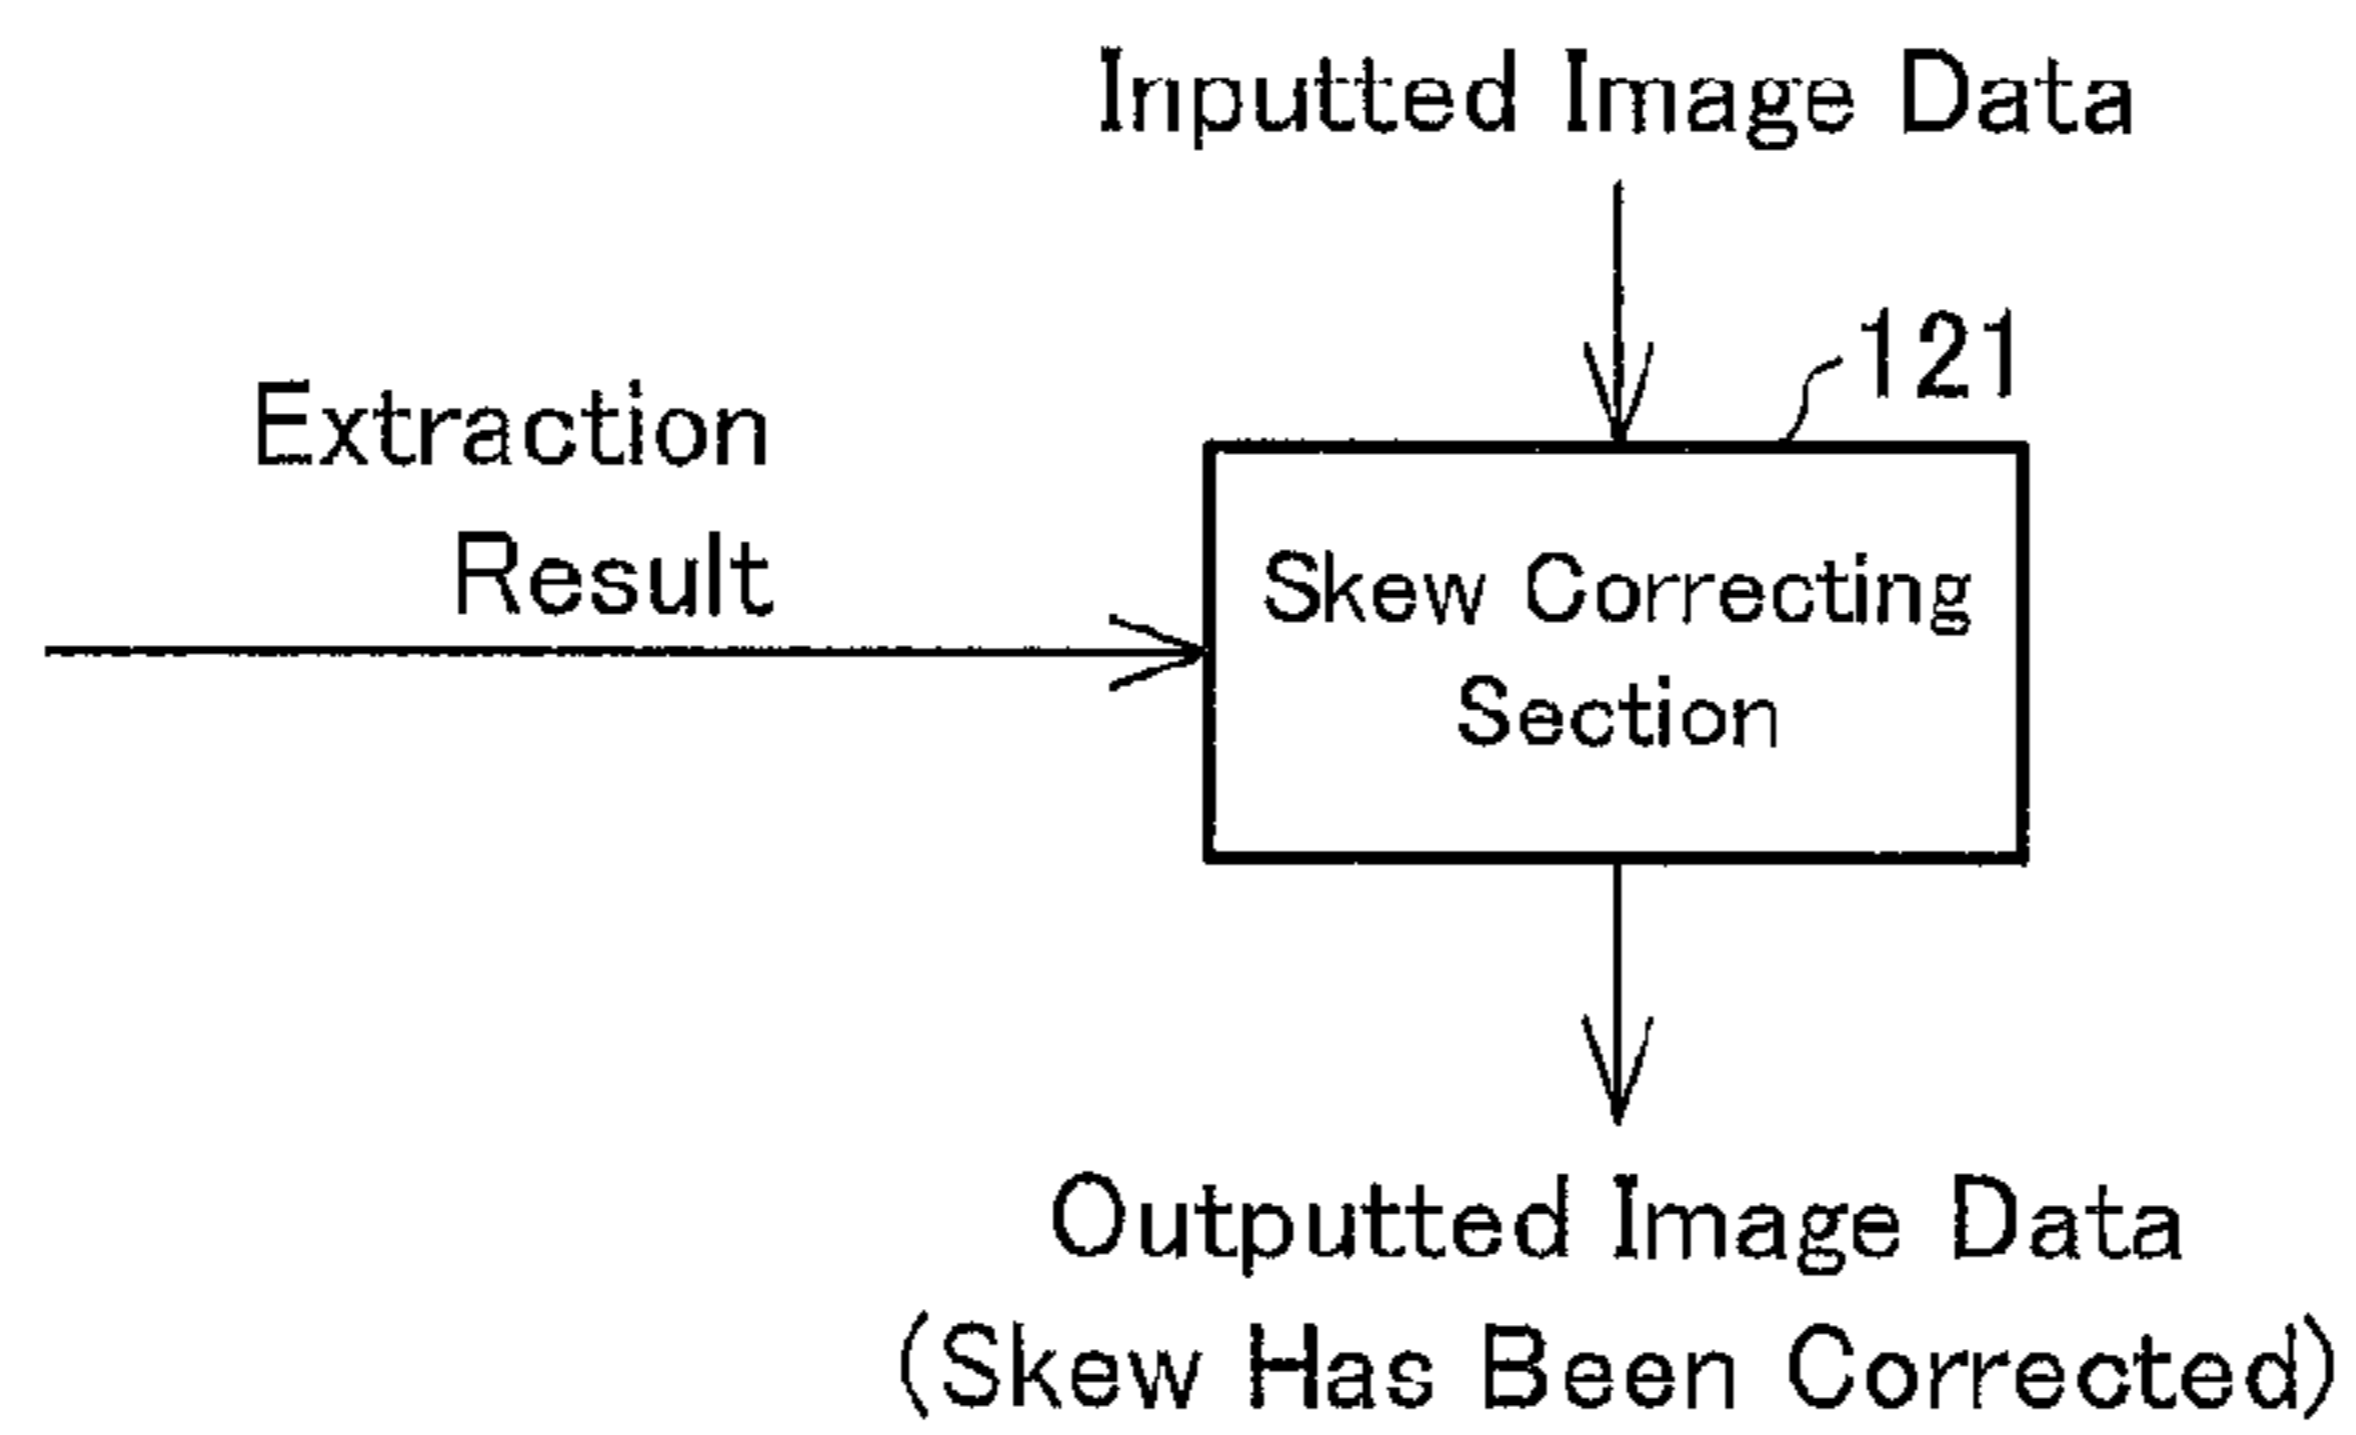 Inputted Image Data
121
Extraction
Result
Skew Correcting
Section
Outputted Image Data
(Skew Has Been Corrected)